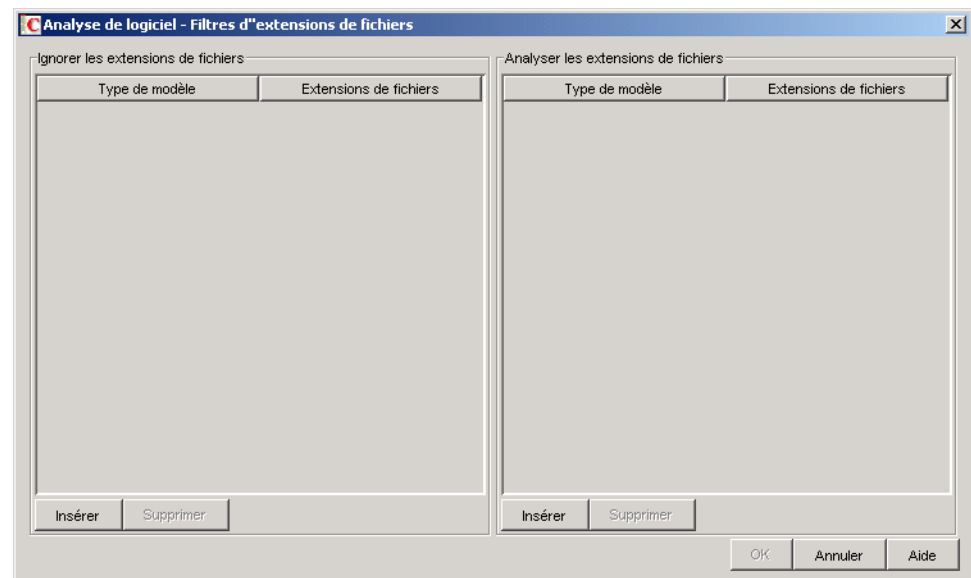 C Analyse de logiciel - Filtres d''extensions de fichiers
Ignorer les extensions de fichiers
Type de modèle Extensions de fichiers
Insérer Supprimer
Analyser les extensions de fichiers
Type de modèle Extensions de fichiers
Insérer Supprimer
OK Annuler Aide